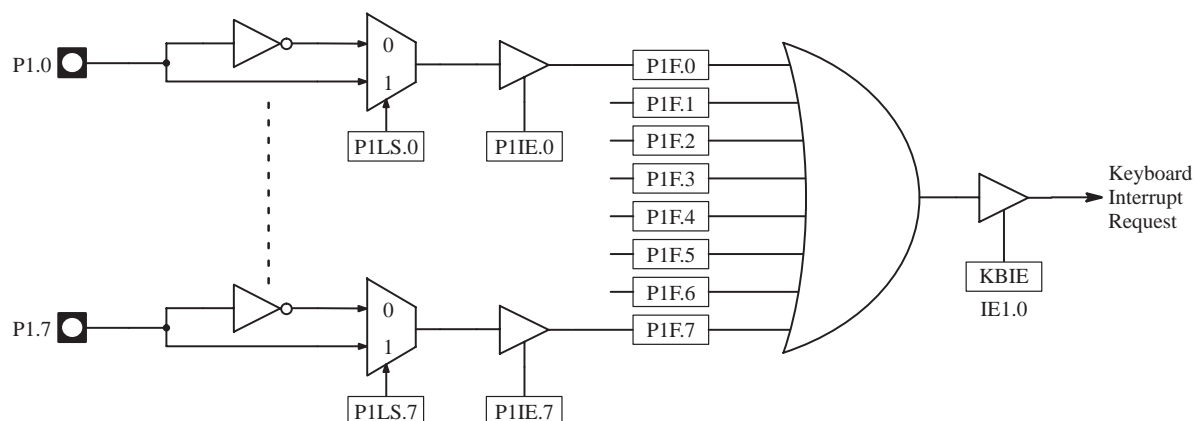 P1.0
0
1
P1LS.0
P1IE.0
P1F.0
P1F.1
P1F.2
P1F.3
P1F.4
P1F.5
P1F.6
P1F.7
Keyboard
Interrupt
Request
KBIE
IE1.0
P1.7
0
1
P1LS.7
P1IE.7